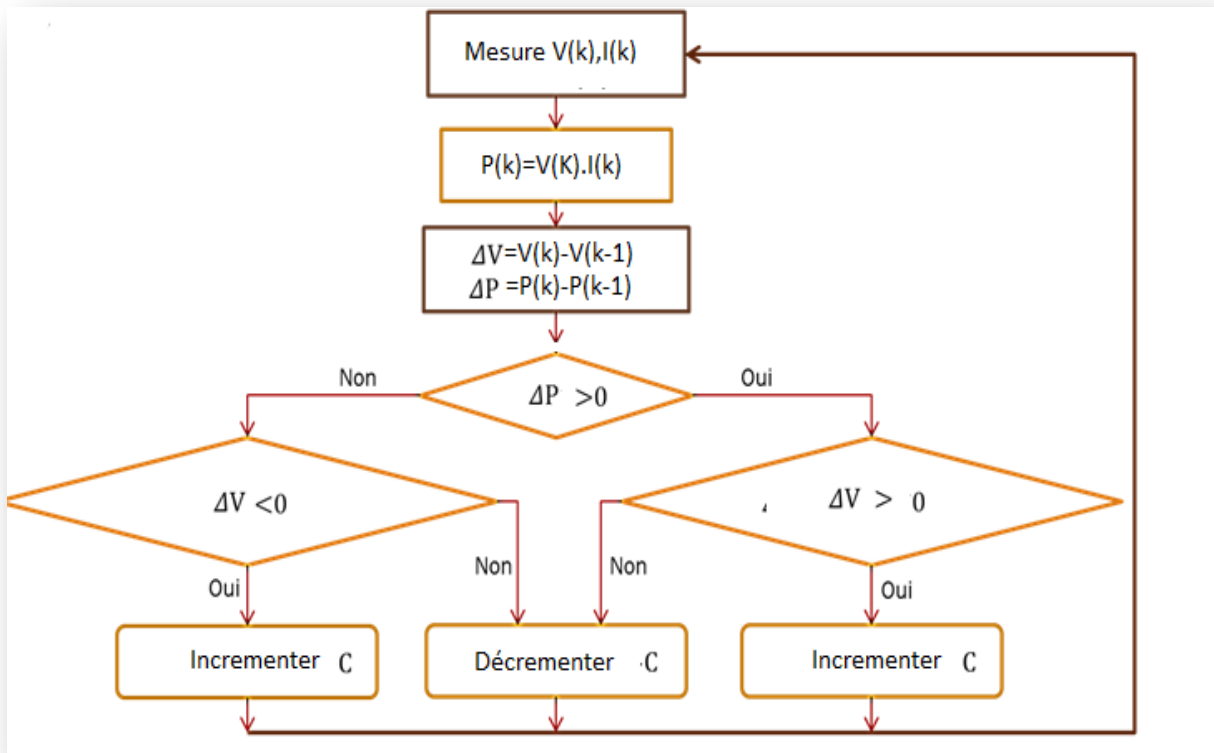 Mesure V(k),I(k)
P(k)=V(K).I(k)
ΔV=V(k)-V(k-1)
ΔP =P(k)-P(k-1)
Non
Oui
ΔP >0
ΔV <0
ΔV > 0
Non
Non
Oui
Oui
Incrementer C
Décrementer C
Incrementer C